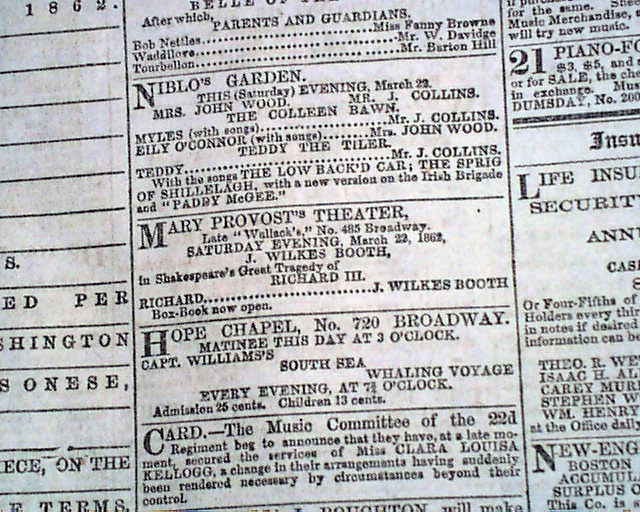 1862.
S.
ED PER
SHINGTON
S ONESE,
ECE, ON THE
E TERMS.
BELLE OF THE
After which, PARENTS AND GUARDIANS.
Bob Nettles..............Miss Fanny Browne
Waddilove..............Mr. W. Davidge
Tourbellon..............Mr. Barton Hill
NIBLO'S GARDEN.
THIS (Saturday) EVENING, March 22.
MRS. JOHN WOOD. MR. J. COLLINS.
THE COLLEEN BAWN.
MYLES (with songs)..............Mr. J. COLLINS.
EILY O'CONNOR (with songs)..............Mrs. JOHN WOOD.
TEDDY THE TILER.
TEDDY..............Mr. J. COLLINS.
With the songs THE LOW BACK'D CAR; THE SPRIG
OF SHILLELAGH, with a new version on the Irish Brigade
and "PADDY McGEE."
MARY PROVOST'S THEATER,
Late "Wallack's," No. 485 Broadway.
SATURDAY EVENING, March 22, 1862,
J. WILKES BOOTH,
in Shakespeare's Great Tragedy of
RICHARD III.
RICHARD..............J. WILKES BOOTH
Box-Book now open.
HOPE CHAPEL, No. 720 BROADWAY.
MATINEE THIS DAY AT 3 O'CLOCK.
CAPT. WILLIAMS'S
SOUTH SEA
WHALING VOYAGE
EVERY EVENING, AT 7½ O'CLOCK.
Admission 25 cents. Children 13 cents.
CARD.—The Music Committee of the 22d
Regiment beg to announce that they have, at a late mo-
ment, secured the services of Miss CLARA LOUISA
KELLOGG, a change in their arrangements having suddenly
been rendered necessary by circumstances beyond their
control.
will make
for the same.
Music Merchandise,
will try new music.
21 PIANO-F
$3, $5, and
or for SALE, the
in exchange.
DUMSDAY, No. 260
Insu
LIFE INSU
SECURIT
ANN
CAS
Or Four-Fifths of
Holders every thir
in notes if desired
information can be
THEO. R. WE
ISAAC H. AL
CAREY MUR
STEPHEN W
WM. HENRY
at the Office daily
NEW-ENG
BOSTON
ACCUMULA
SURPLUS O
This Co. is